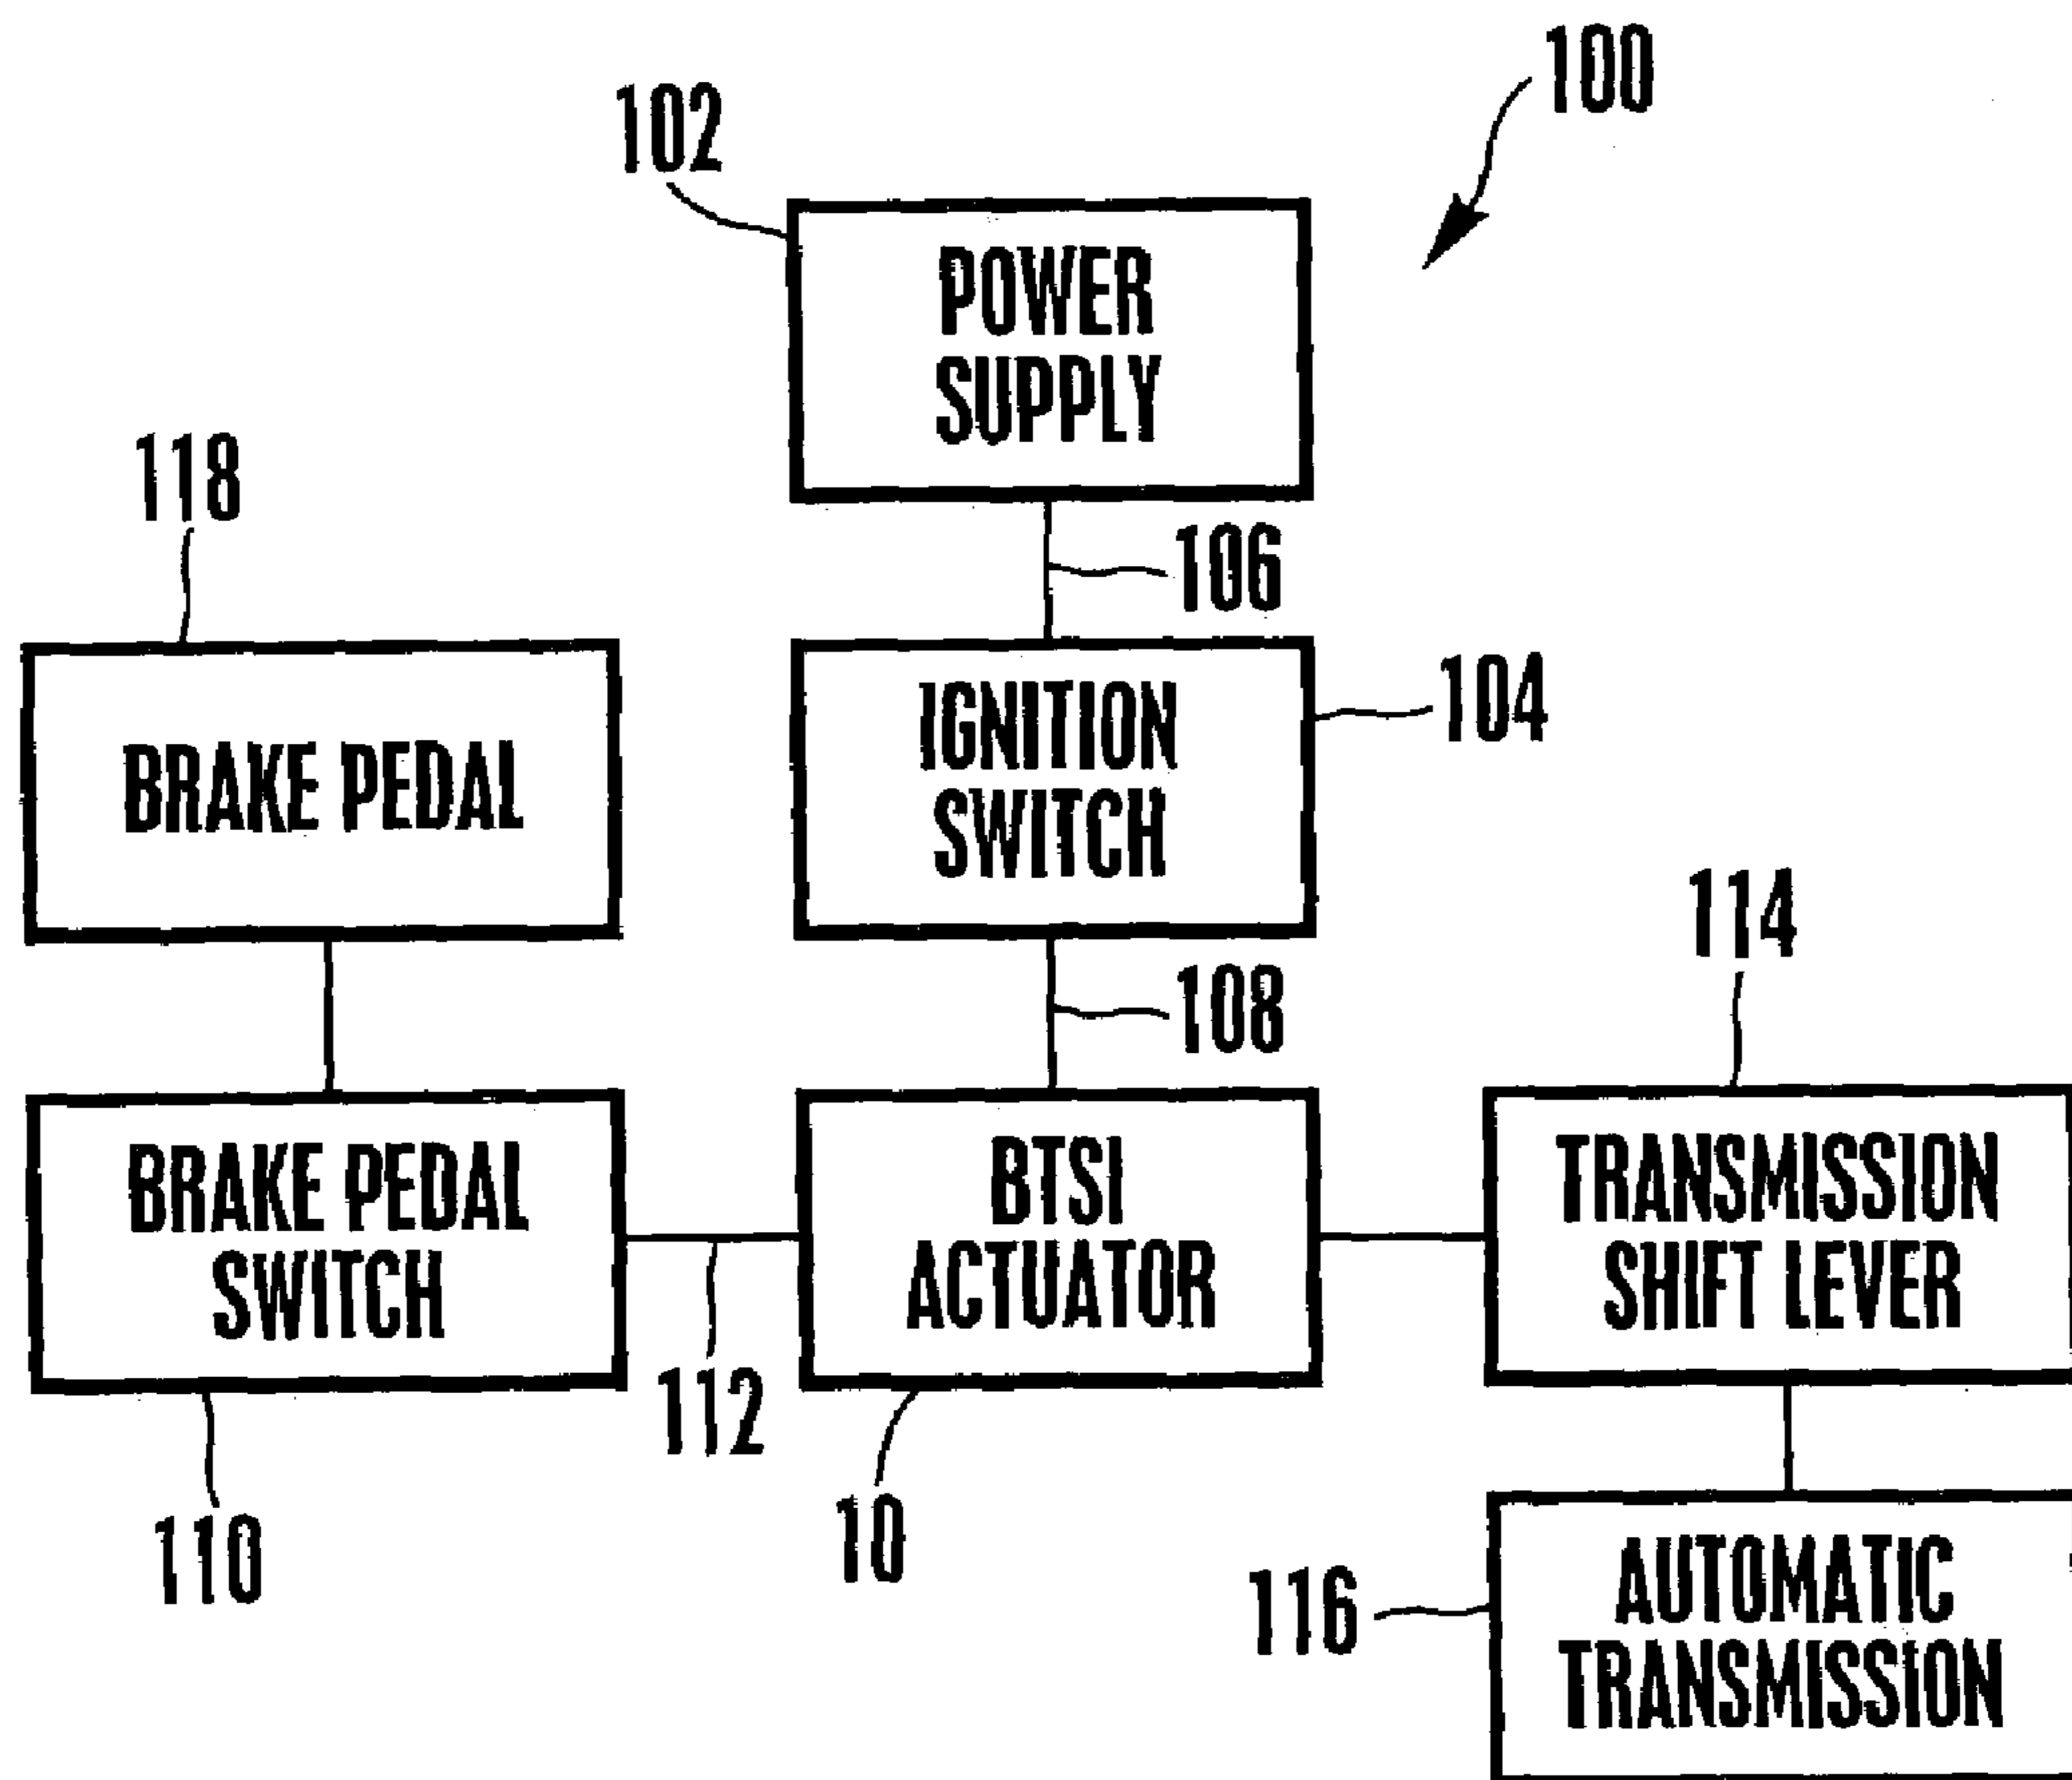 100
102
POWER
SUPPLY
118
106
BRAKE PEDAL
IGNITION
SWITCH
104
114
108
BRAKE PEDAL
SWITCH
BTSI
ACTUATOR
TRANSMISSION
SHIFT LEVER
112
110
10
116
AUTOMATIC
TRANSMISSION